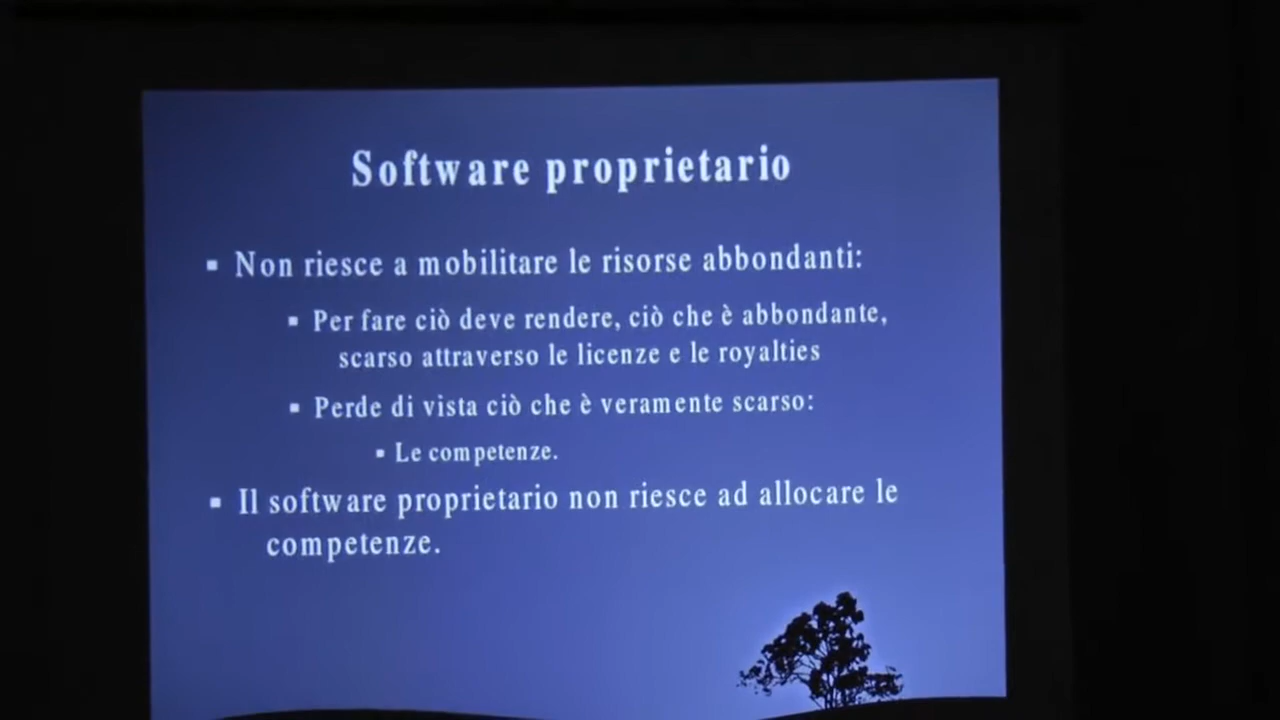 Software proprietario
▪ Non riesce a mobilitare le risorse abbondanti:
▪ Per fare ciò deve rendere, ciò che è abbondante,
scarso attraverso le licenze e le royalties
▪ Perde di vista ciò che è veramente scarso:
▪ Le competenze.
▪ Il software proprietario non riesce ad allocare le
competenze.